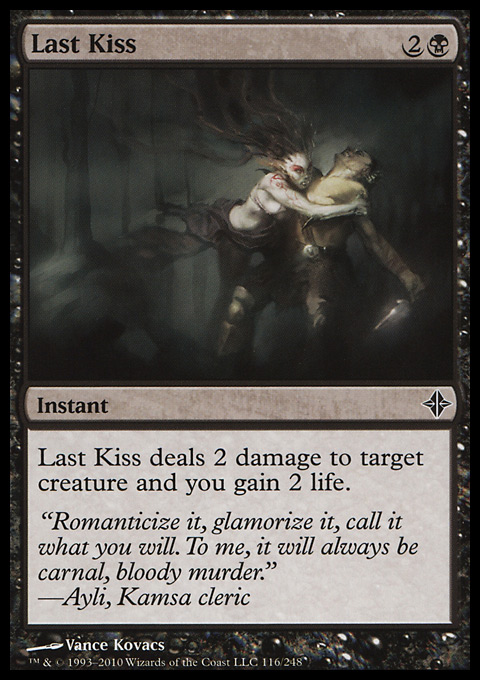 Last Kiss 2
Instant
Last Kiss deals 2 damage to target
creature and you gain 2 life.
“Romanticize it, glamorize it, call it
what you will. To me, it will always be
carnal, bloody murder.”
—Ayli, Kamsa cleric
Vance Kovacs
™ & © 1993–2010 Wizards of the Coast LLC 116/248